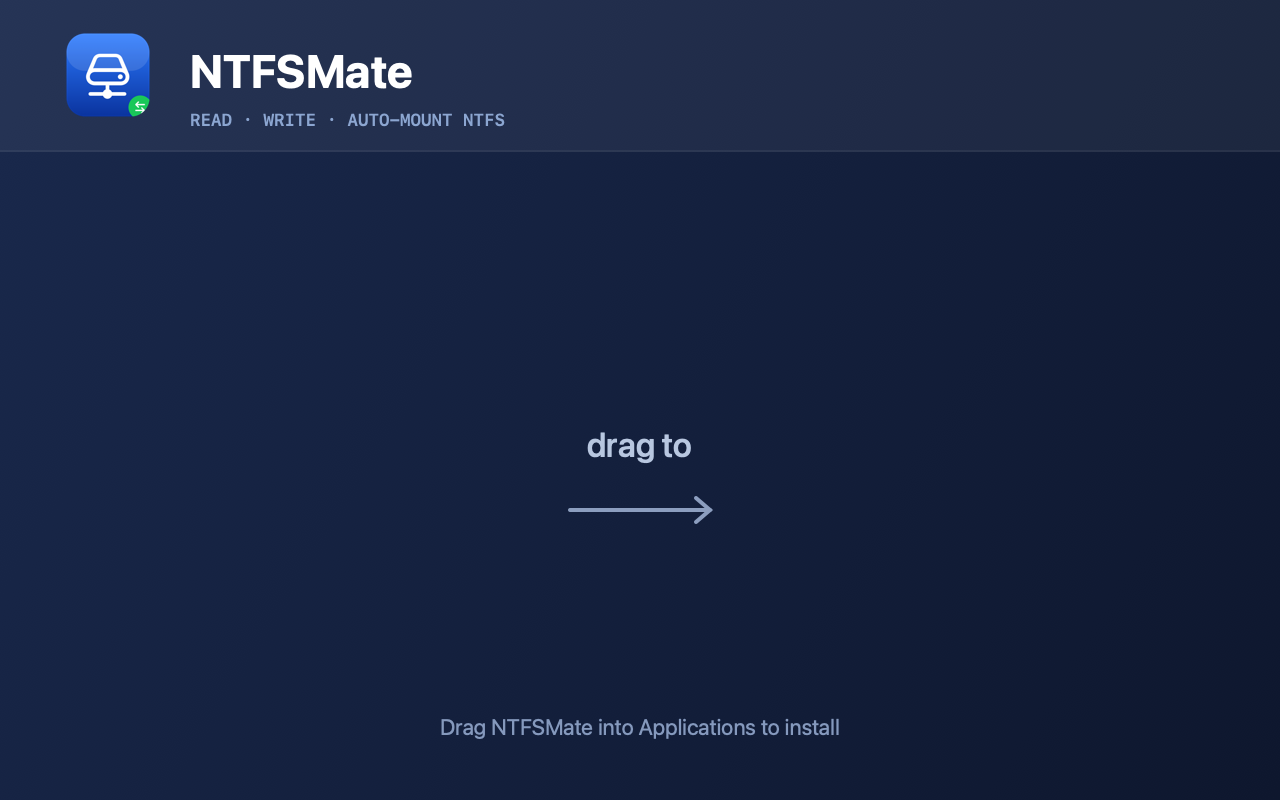 NTFSMate
READ · WRITE · AUTO–MOUNT NTFS
drag to
Drag NTFSMate into Applications to install